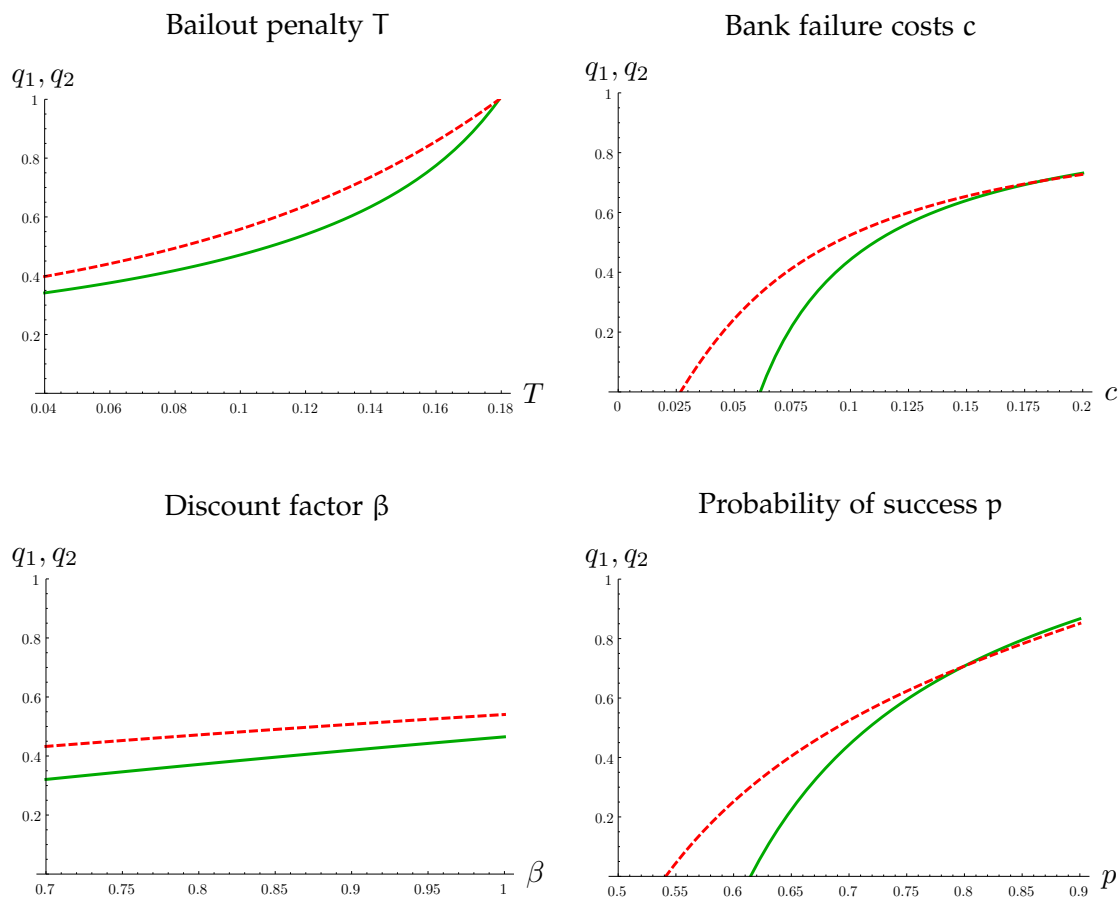 Bailout penalty T
q1, q2
1
0.8
0.6
0.4
0.2
0.04 0.06 0.08 0.1 0.12 0.14 0.16 0.18 T
Bank failure costs c
q1, q2
1
0.8
0.6
0.4
0.2
0 0.025 0.05 0.075 0.1 0.125 0.15 0.175 0.2 c
Discount factor β
q1, q2
1
0.8
0.6
0.4
0.2
0.7 0.75 0.8 0.85 0.9 0.95 1 β
Probability of success p
q1, q2
1
0.8
0.6
0.4
0.2
0.5 0.55 0.6 0.65 0.7 0.75 0.8 0.85 0.9 p